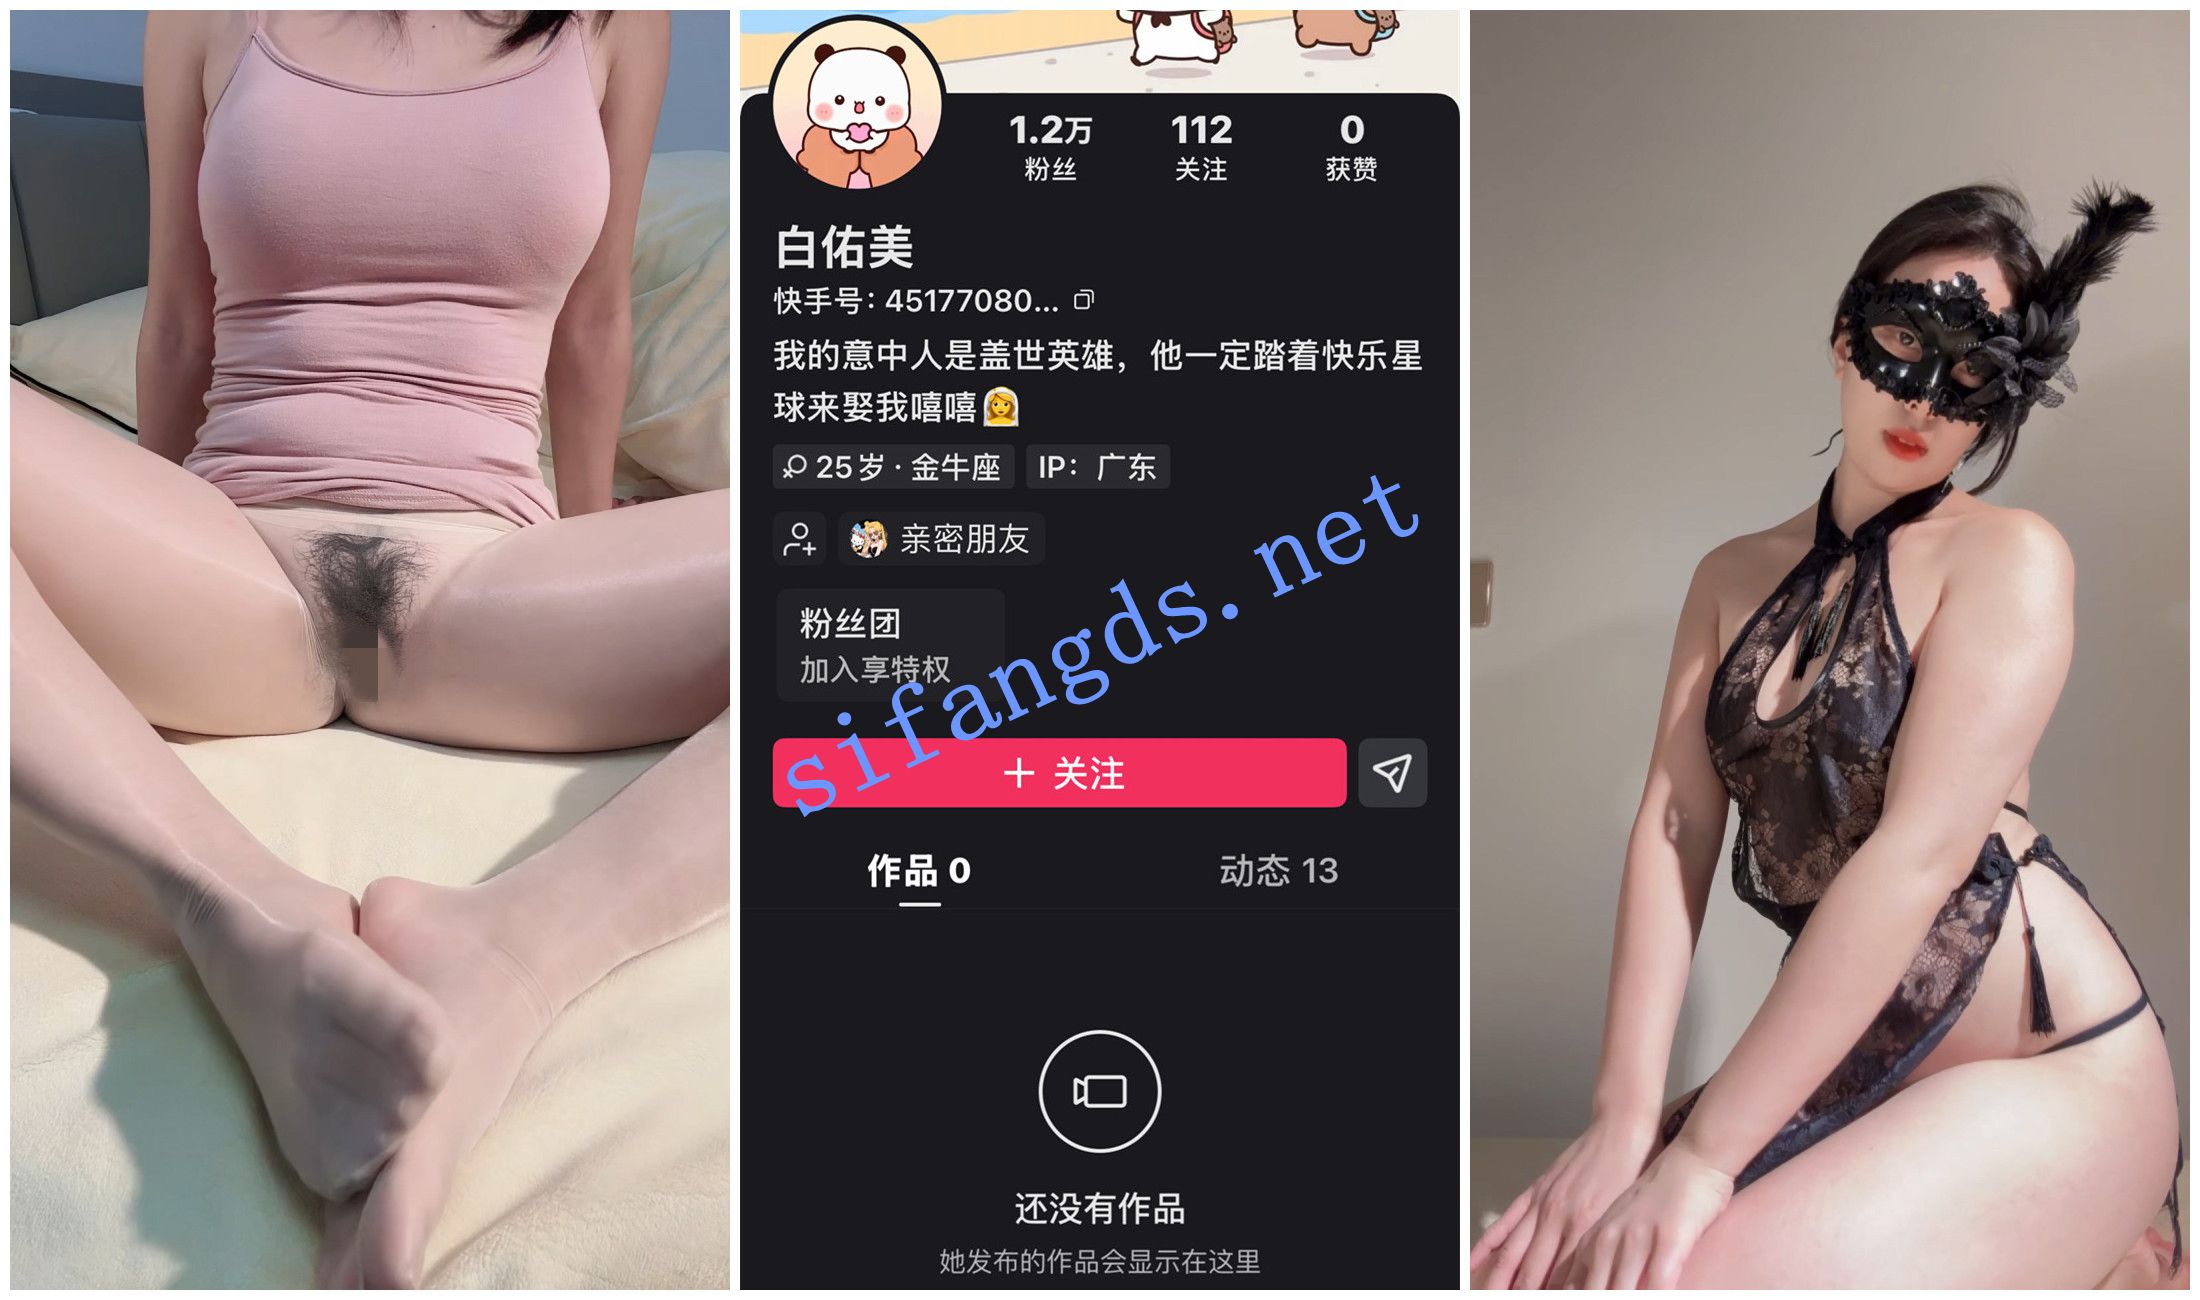 1.2万
112
0
粉丝
关注
获赞
白佑美
快手号: 45177080...
我的意中人是盖世英雄，他一定踏着快乐星
球来娶我嘻嘻👰
25岁 · 金牛座
IP：广东
亲密朋友
粉丝团
加入享特权
sifangds.net
+ 关注
作品 0
动态 13
还没有作品
她发布的作品会显示在这里